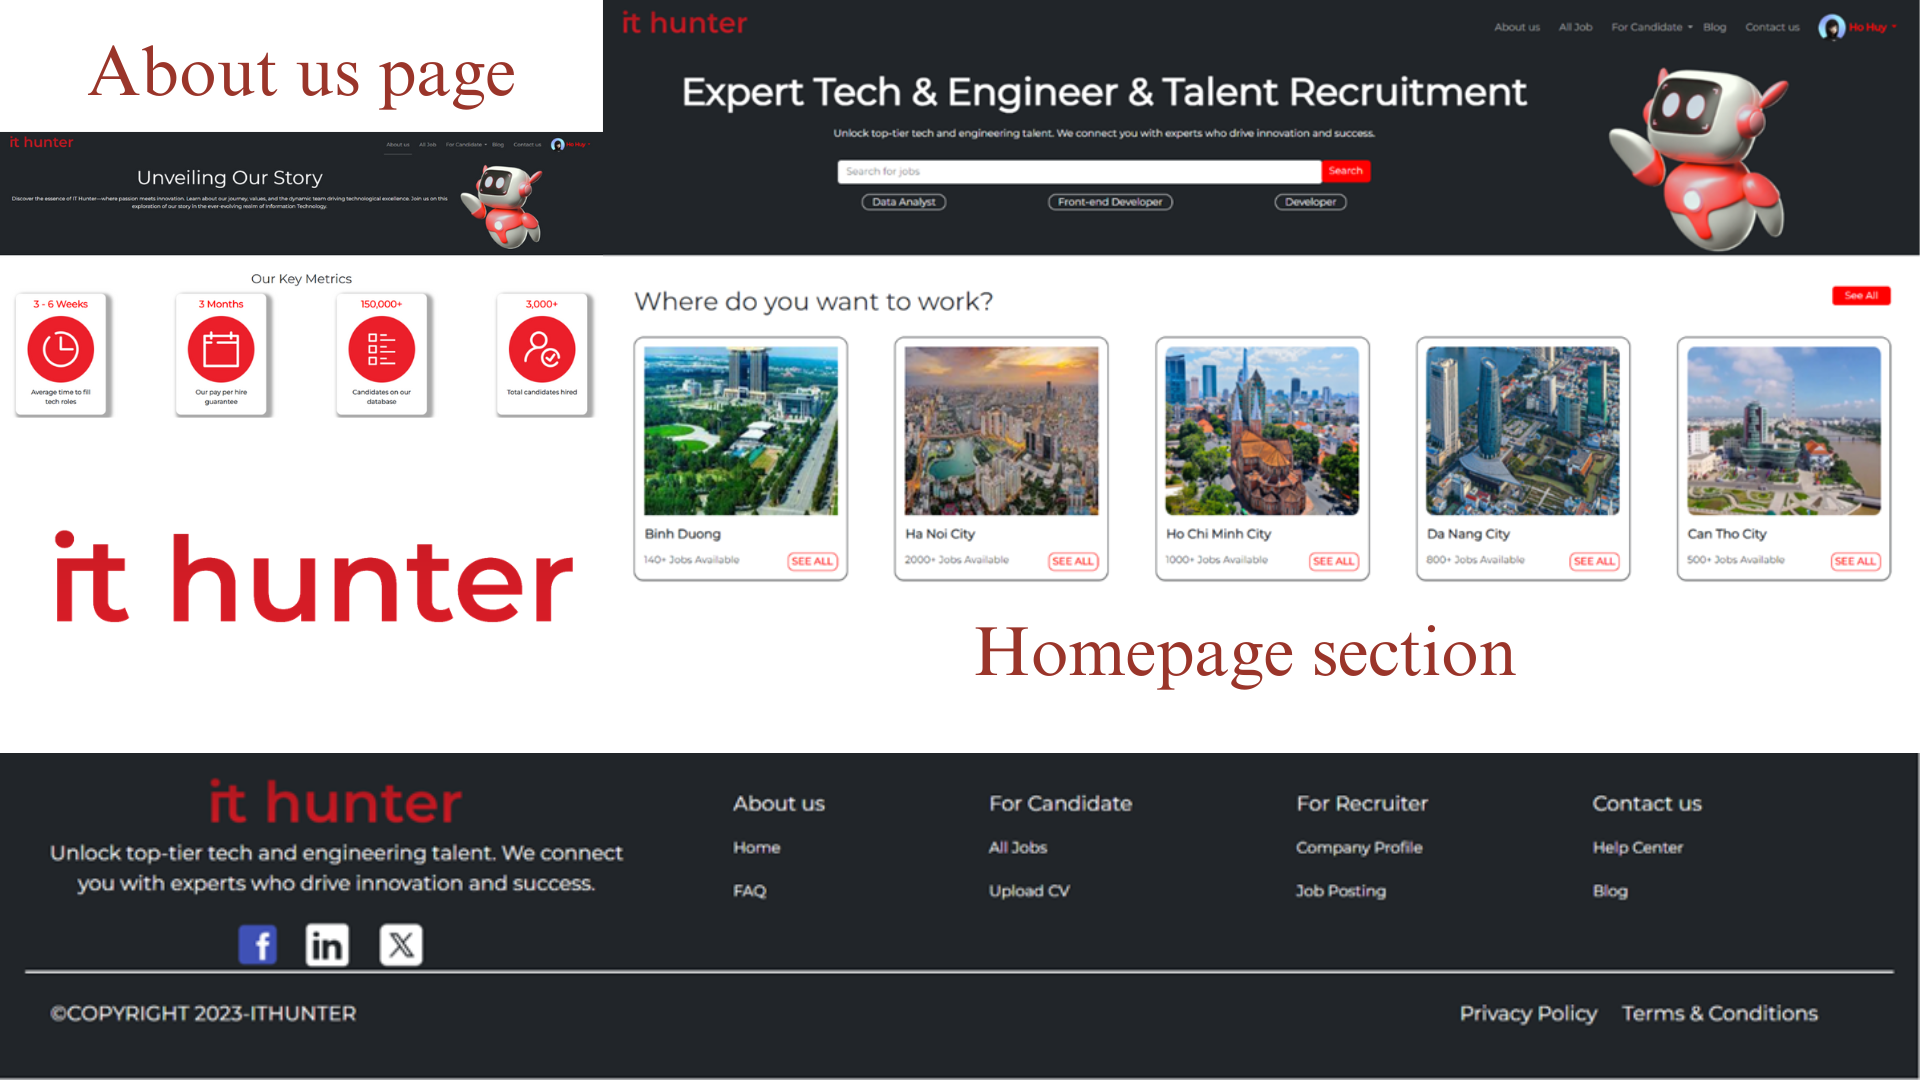 About us page
it hunter
About us All Job For Candidate Blog Contact us Ho Huy
Unveiling Our Story
Discover the essence of IT Hunter—where passion meets innovation. Learn about our journey, values, and the dynamic team driving technological excellence. Join us on this
exploration of our story in the ever-evolving realm of Information Technology.
Our Key Metrics
3 - 6 Weeks
Average time to fill
tech roles
3 Months
Our pay per hire
guarantee
150,000+
Candidates on our
database
3,000+
Total candidates hired
it hunter
it hunter
About us All Job For Candidate Blog Contact us Ho Huy
Expert Tech & Engineer & Talent Recruitment
Unlock top-tier tech and engineering talent. We connect you with experts who drive innovation and success.
Search for jobs Search
Data Analyst Front-end Developer Developer
Where do you want to work? See All
Binh Duong
140+ Jobs Available SEE ALL
Ha Noi City
2000+ Jobs Available SEE ALL
Ho Chi Minh City
1000+ Jobs Available SEE ALL
Da Nang City
800+ Jobs Available SEE ALL
Can Tho City
500+ Jobs Available SEE ALL
Homepage section
it hunter
Unlock top-tier tech and engineering talent. We connect
you with experts who drive innovation and success.
f in X
About us
Home
FAQ
For Candidate
All Jobs
Upload CV
For Recruiter
Company Profile
Job Posting
Contact us
Help Center
Blog
©COPYRIGHT 2023-ITHUNTER
Privacy Policy Terms & Conditions